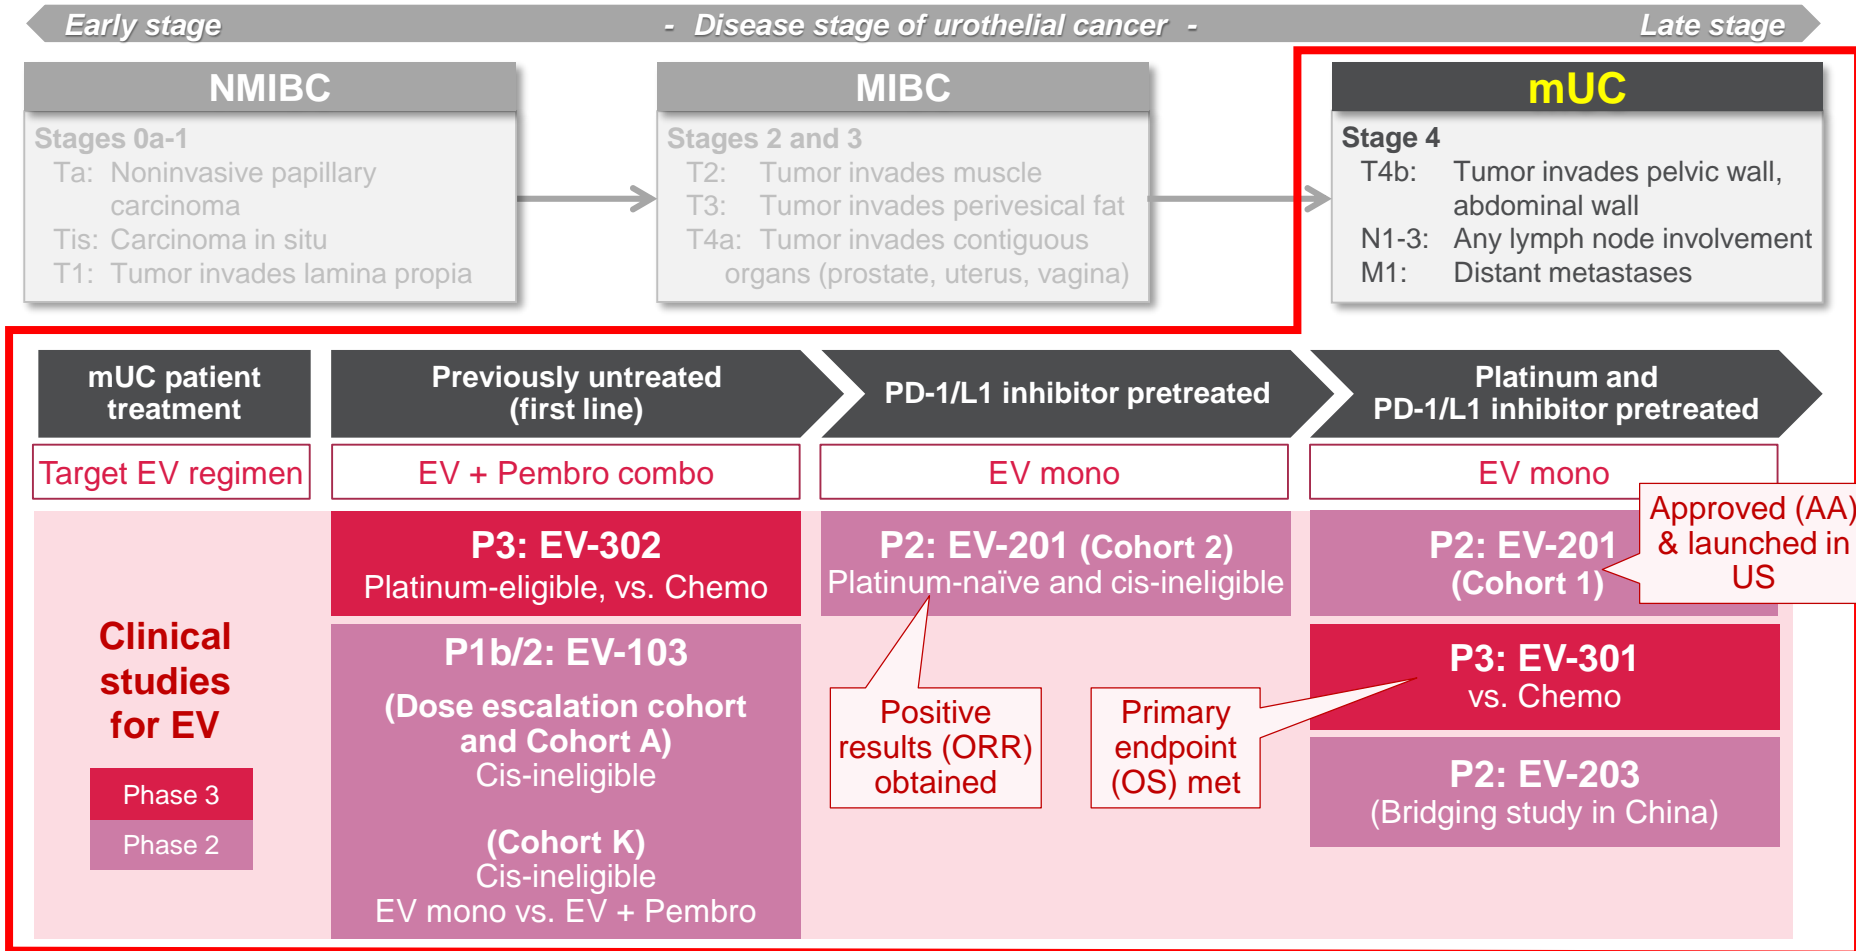 Early stage
- Disease stage of urothelial cancer -
Late stage
NMIBC
Stages 0a-1
Ta: Noninvasive papillary
carcinoma
Tis: Carcinoma in situ
T1: Tumor invades lamina propia
MIBC
Stages 2 and 3
T2: Tumor invades muscle
T3: Tumor invades perivesical fat
T4a: Tumor invades contiguous
organs (prostate, uterus, vagina)
mUC
Stage 4
T4b: Tumor invades pelvic wall,
abdominal wall
N1-3: Any lymph node involvement
M1: Distant metastases
mUC patient
treatment
Previously untreated
(first line)
PD-1/L1 inhibitor pretreated
Platinum and
PD-1/L1 inhibitor pretreated
Target EV regimen
EV + Pembro combo
EV mono
EV mono
Clinical
studies
for EV
Phase 3
Phase 2
P3: EV-302
Platinum-eligible, vs. Chemo
P1b/2: EV-103
(Dose escalation cohort
and Cohort A)
Cis-ineligible
(Cohort K)
Cis-ineligible
EV mono vs. EV + Pembro
P2: EV-201 (Cohort 2)
Platinum-naïve and cis-ineligible
Positive
results (ORR)
obtained
P2: EV-201
(Cohort 1)
Approved (AA)
& launched in
US
P3: EV-301
vs. Chemo
Primary
endpoint
(OS) met
P2: EV-203
(Bridging study in China)